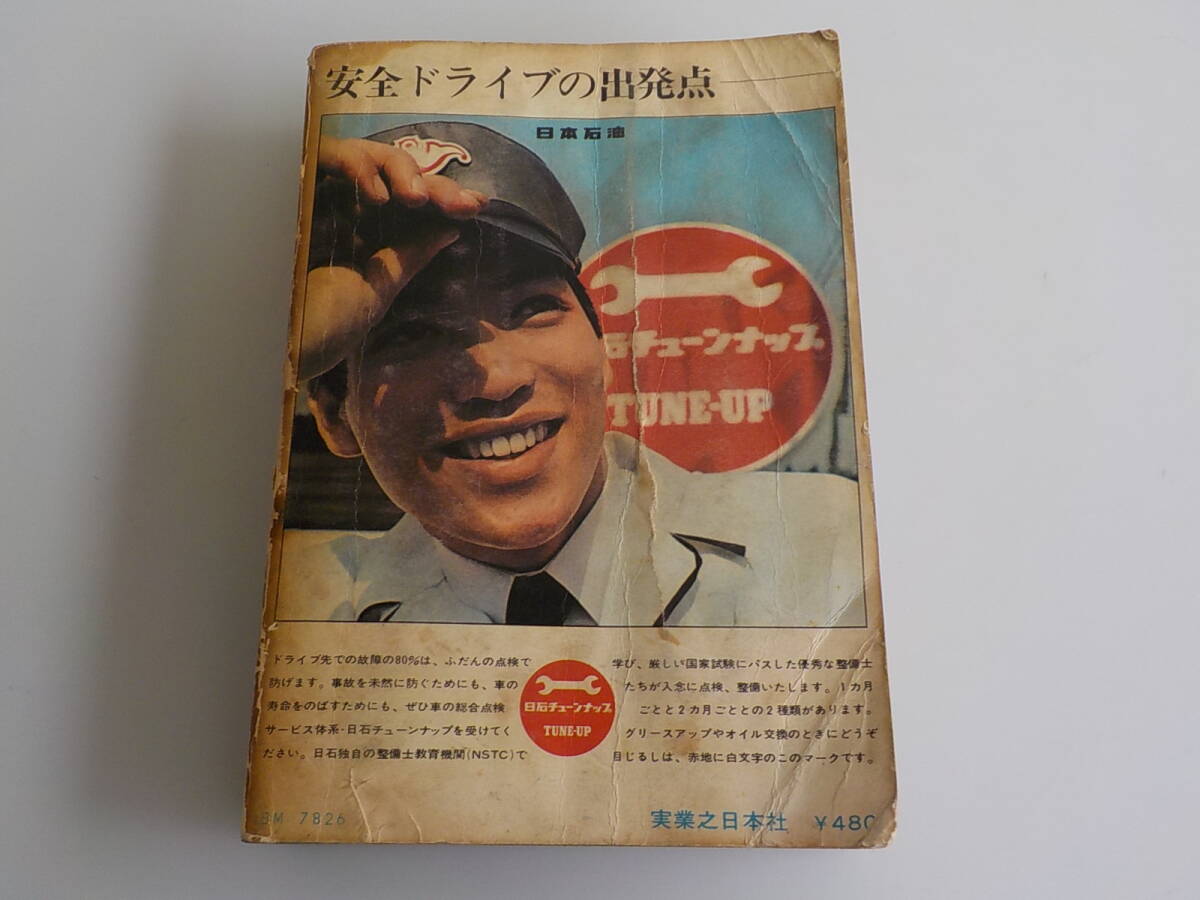 安全ドライブの出発点
日本石油
石チューンナップ
TUNE-UP
ドライブ先での故障の80%は、ふだんの点検で
防げます。事故を未然に防ぐためにも、車の
寿命をのばすためにも、ぜひ車の総合点検
サービス体系・日石チューンナップを受けてく
ださい。日石独自の整備士教育機関(NSTC)で
日石チューンナップ
TUNE-UP
学び、厳しい国家試験にパスした優秀な整備士
たちが入念に点検、整備いたします。1カ月
ごとと2カ月ごととの2種類があります。
グリースアップやオイル交換のときにどうぞ
目じるしは、赤地に白文字のこのマークです。
BM 7826
実業之日本社 ¥480